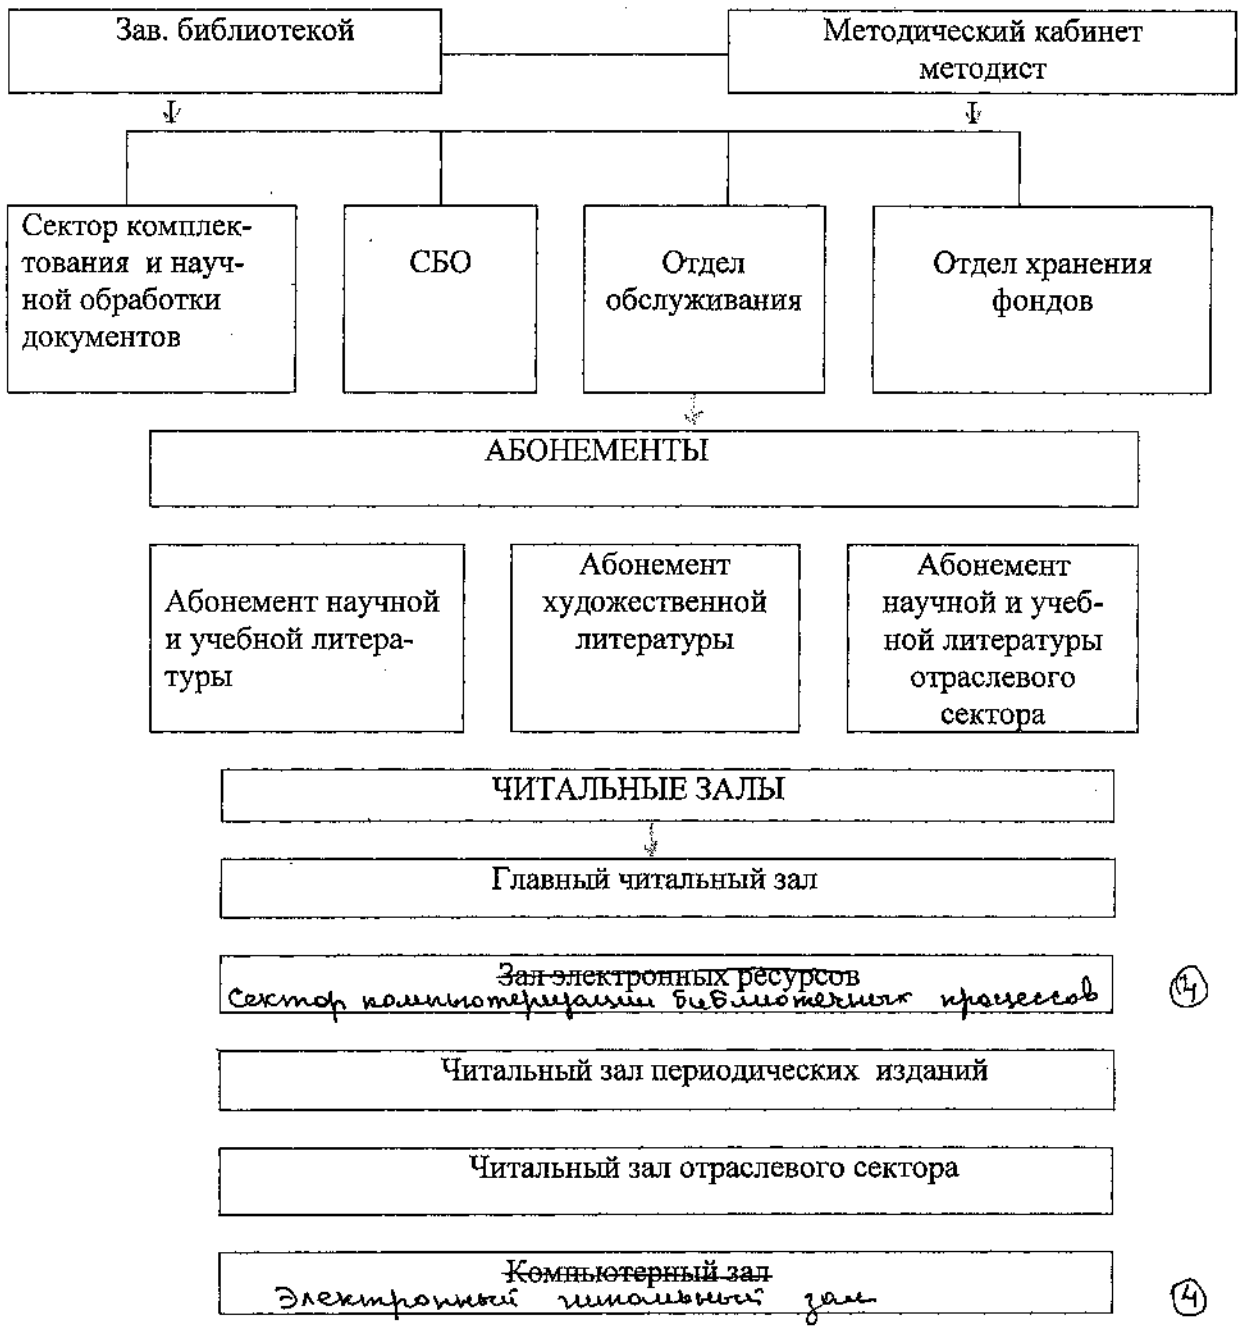 Зав. библиотекой
Методический кабинет
методист
Сектор комплек-
тования и науч-
ной обработки
документов
СБО
Отдел
обслуживания
Отдел хранения
фондов
АБОНЕМЕНТЫ
Абонемент научной
и учебной литера-
туры
Абонемент
художественной
литературы
Абонемент
научной и учеб-
ной литературы
отраслевого
сектора
ЧИТАЛЬНЫЕ ЗАЛЫ
Главный читальный зал
Зал электронных ресурсов
Сектор компьютеризации библиотечных процессов
4
Читальный зал периодических изданий
Читальный зал отраслевого сектора
Компьютерный зал
Электронный читальный зал
4